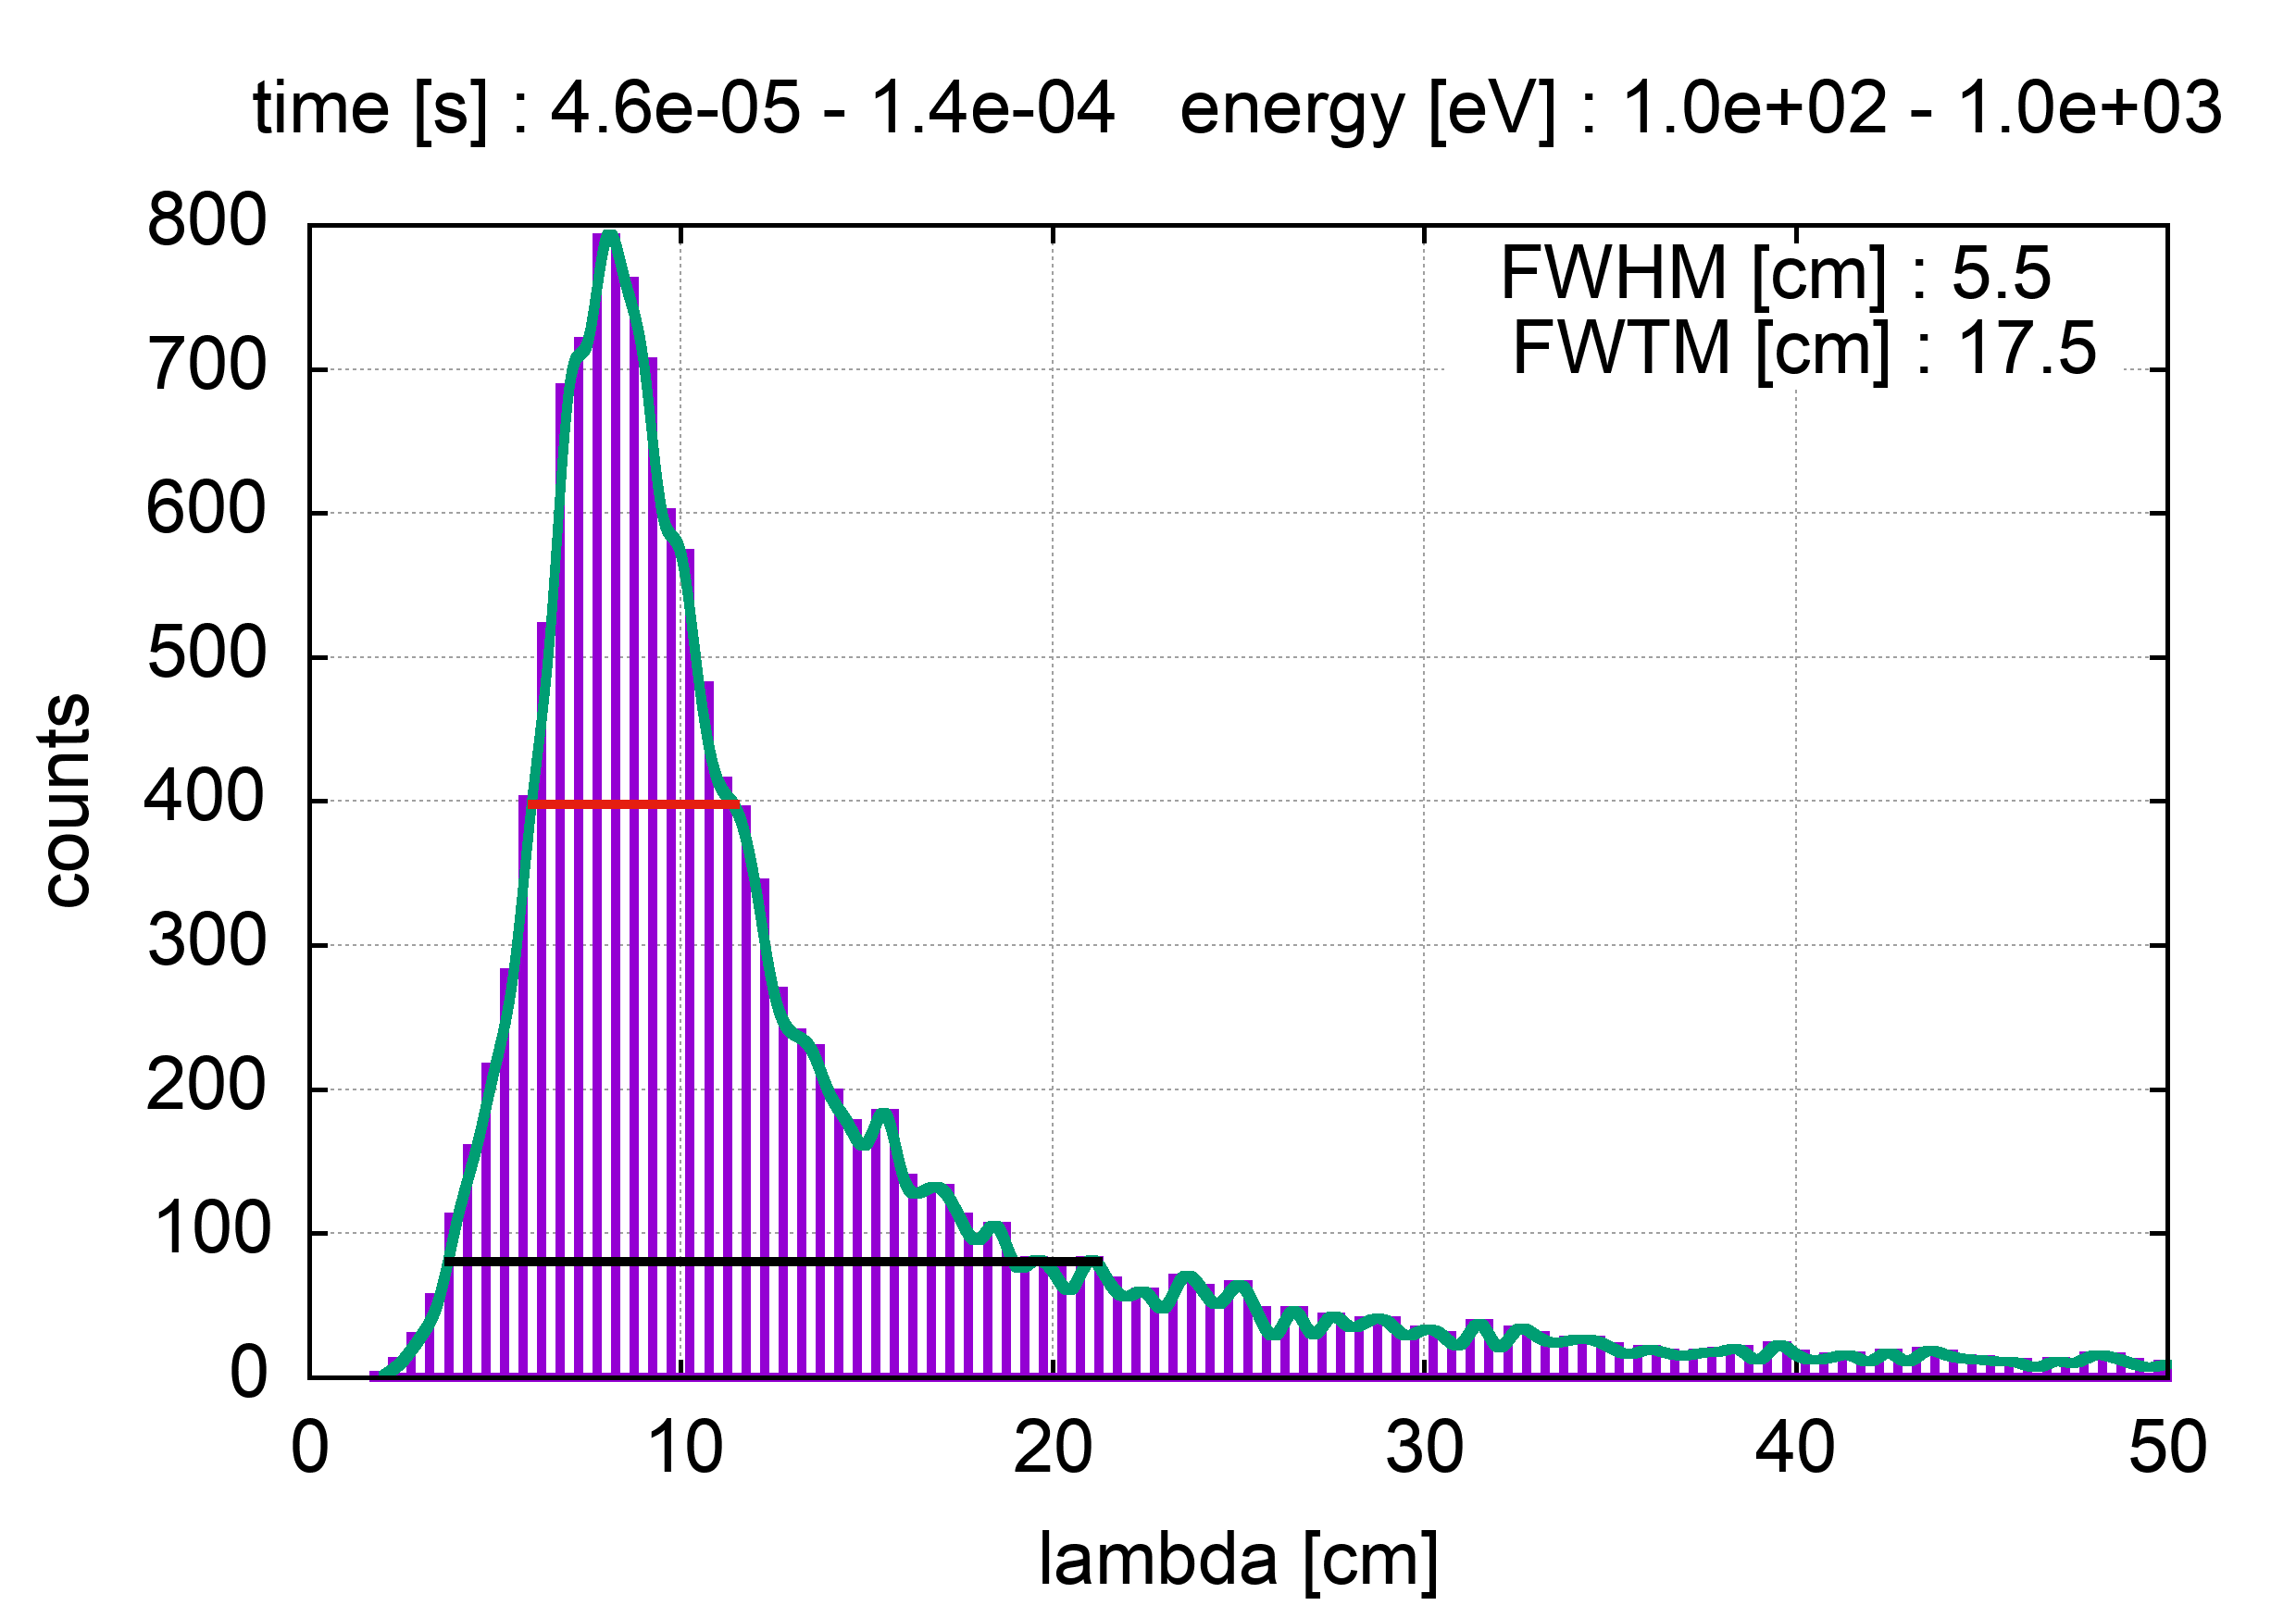 time [s] : 4.6e-05 - 1.4e-04   energy [eV] : 1.0e+02 - 1.0e+03
FWHM [cm] : 5.5
FWTM [cm] : 17.5
800
700
600
500
400
300
200
100
0
counts
0 10 20 30 40 50
lambda [cm]